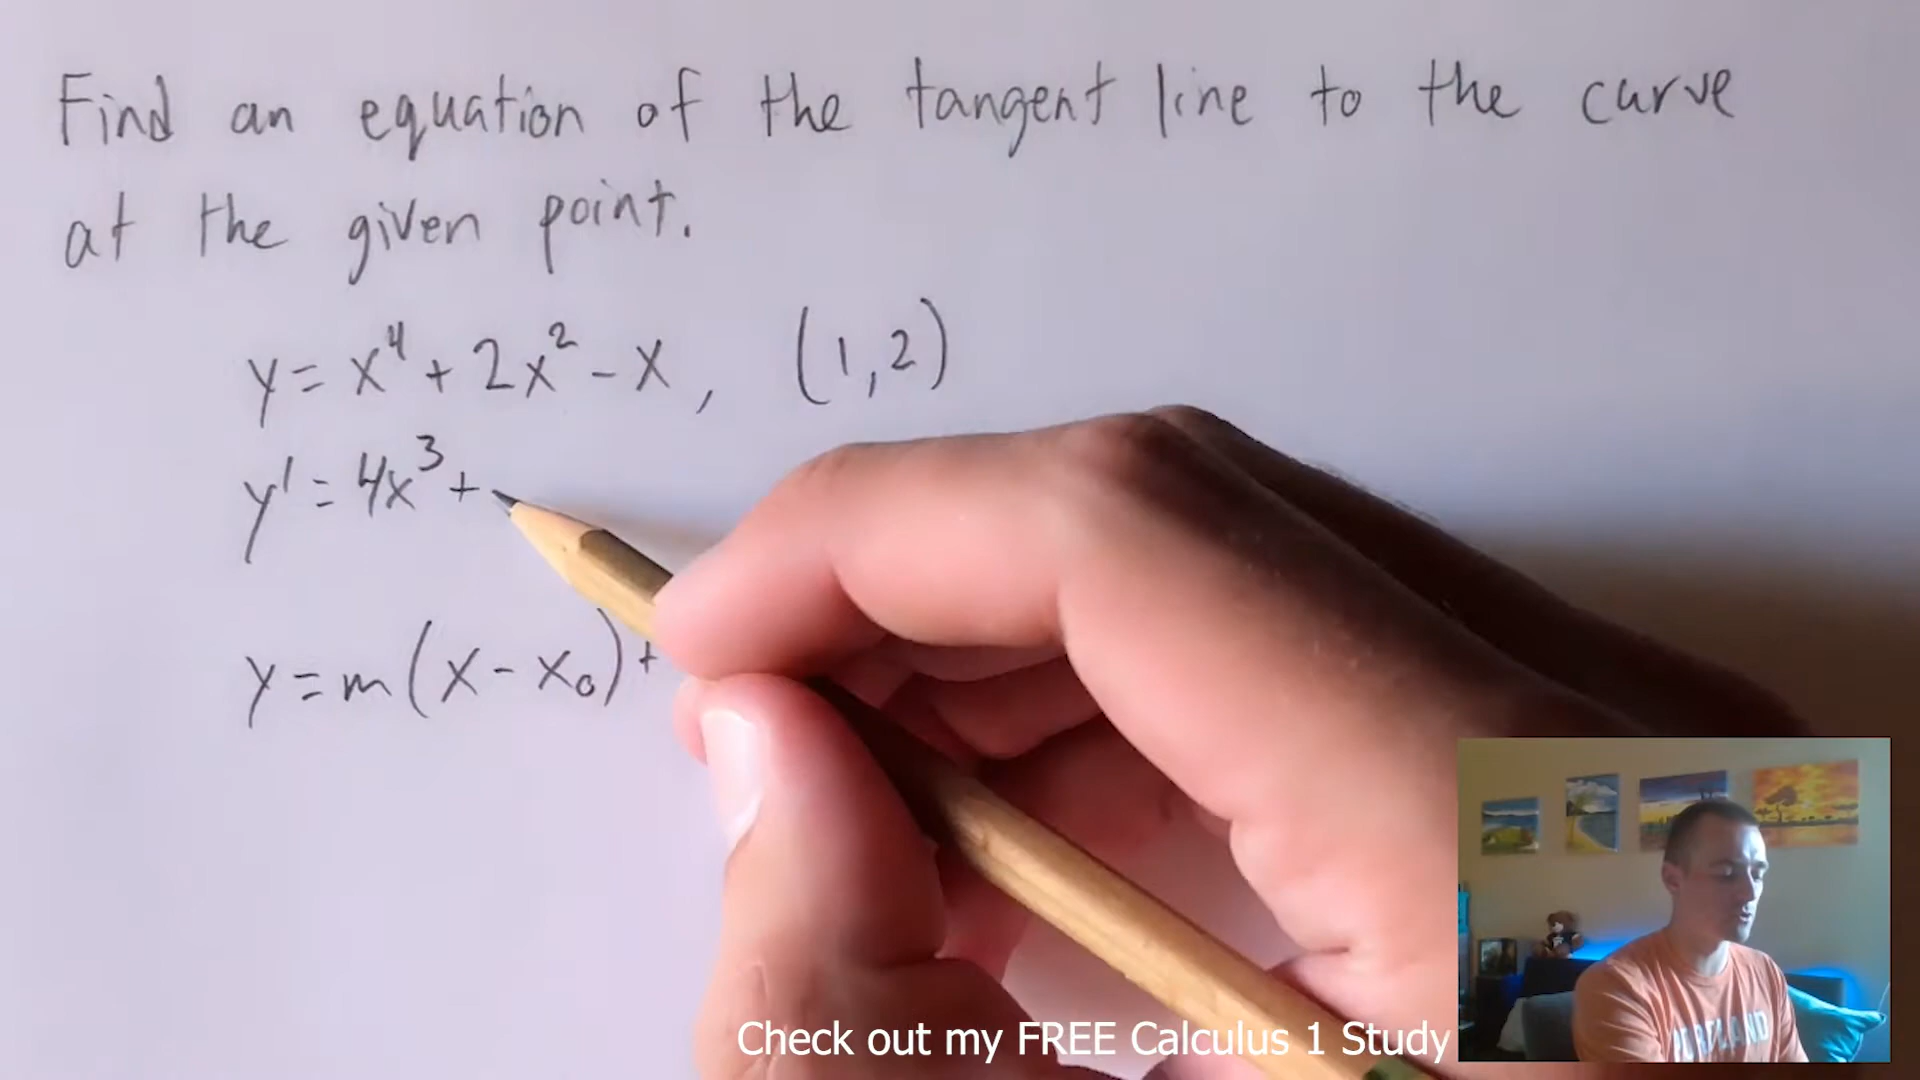 Find an equation of the tangent line to the curve
at the given point.
y = x⁴ + 2x² - x, (1,2)
y' = 4x³ +
y = m(x - x₀) +
Check out my FREE Calculus 1 Study